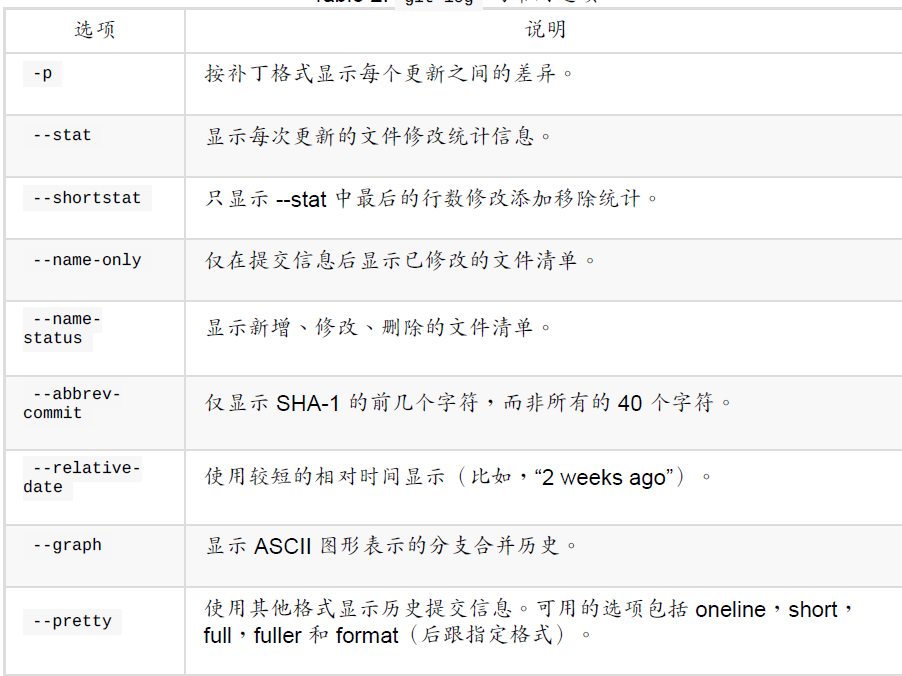 选项 说明
-p 按补丁格式显示每个更新之间的差异。
--stat 显示每次更新的文件修改统计信息。
--shortstat 只显示 --stat 中最后的行数修改添加移除统计。
--name-only 仅在提交信息后显示已修改的文件清单。
--name-
status 显示新增、修改、删除的文件清单。
--abbrev-
commit 仅显示 SHA-1 的前几个字符，而非所有的 40 个字符。
--relative-
date 使用较短的相对时间显示（比如，“2 weeks ago”）。
--graph 显示 ASCII 图形表示的分支合并历史。
--pretty 使用其他格式显示历史提交信息。可用的选项包括 oneline，short，
full，fuller 和 format（后跟指定格式）。